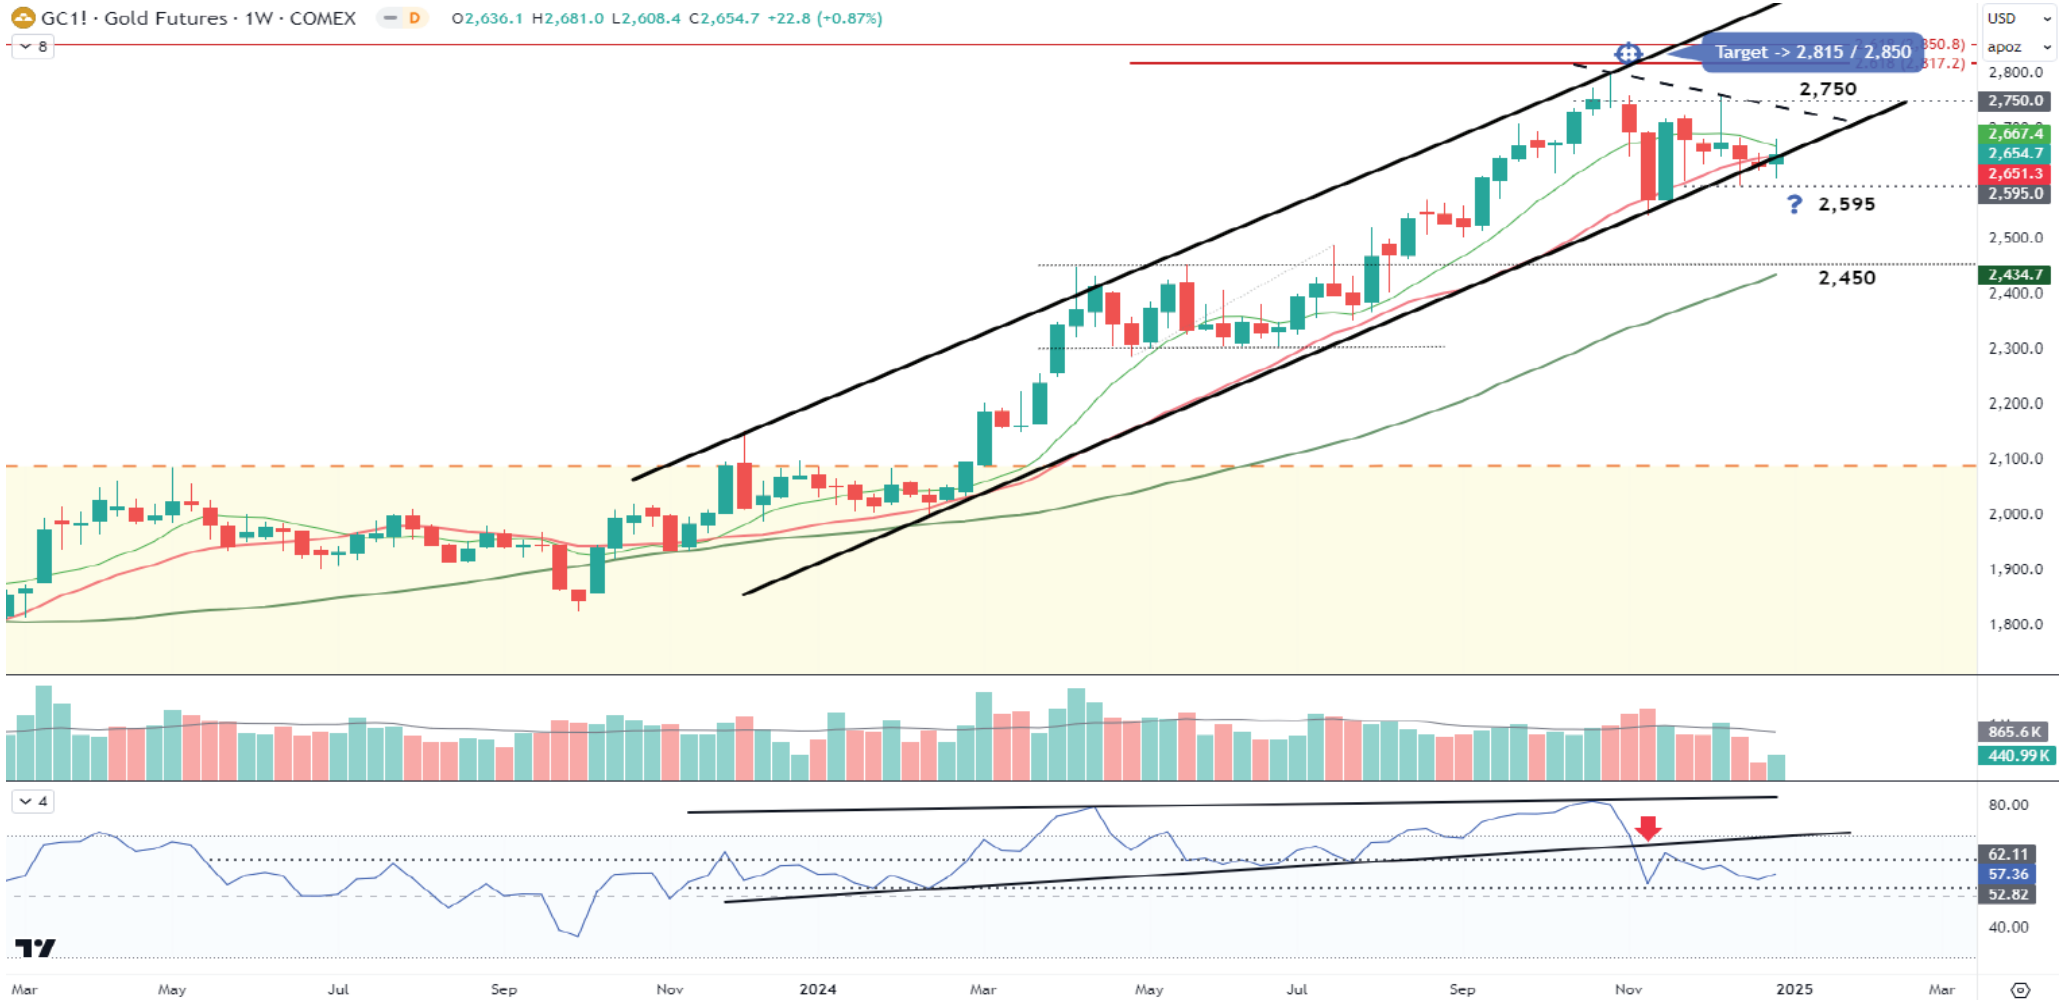 GC1! · Gold Futures · 1W · COMEX
D
O2,636.1 H2,681.0 L2,608.4 C2,654.7 +22.8 (+0.87%)
USD
8
apoz
Target -> 2,815 / 2,850
2,800.0
2,750
2,750.0
2,667.4
2,654.7
2,651.3
2,595.0
? 2,595
2,500.0
2,450
2,434.7
2,400.0
2,300.0
2,200.0
2,100.0
2,000.0
1,900.0
1,800.0
865.6K
440.99K
4
80.00
62.11
57.36
52.82
40.00
Mar May Jul Sep Nov 2024 Mar May Jul Sep Nov 2025 Mar